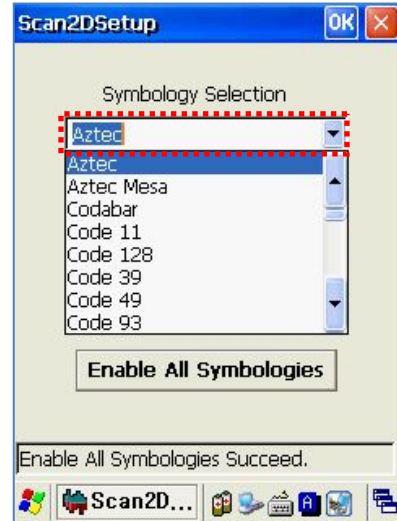 Scan2DSetup OK
Symbology Selection
Aztec
Aztec
Aztec Mesa
Codabar
Code 11
Code 128
Code 39
Code 49
Code 93
Enable All Symbologies
Enable All Symbologies Succeed.
Scan2D... A